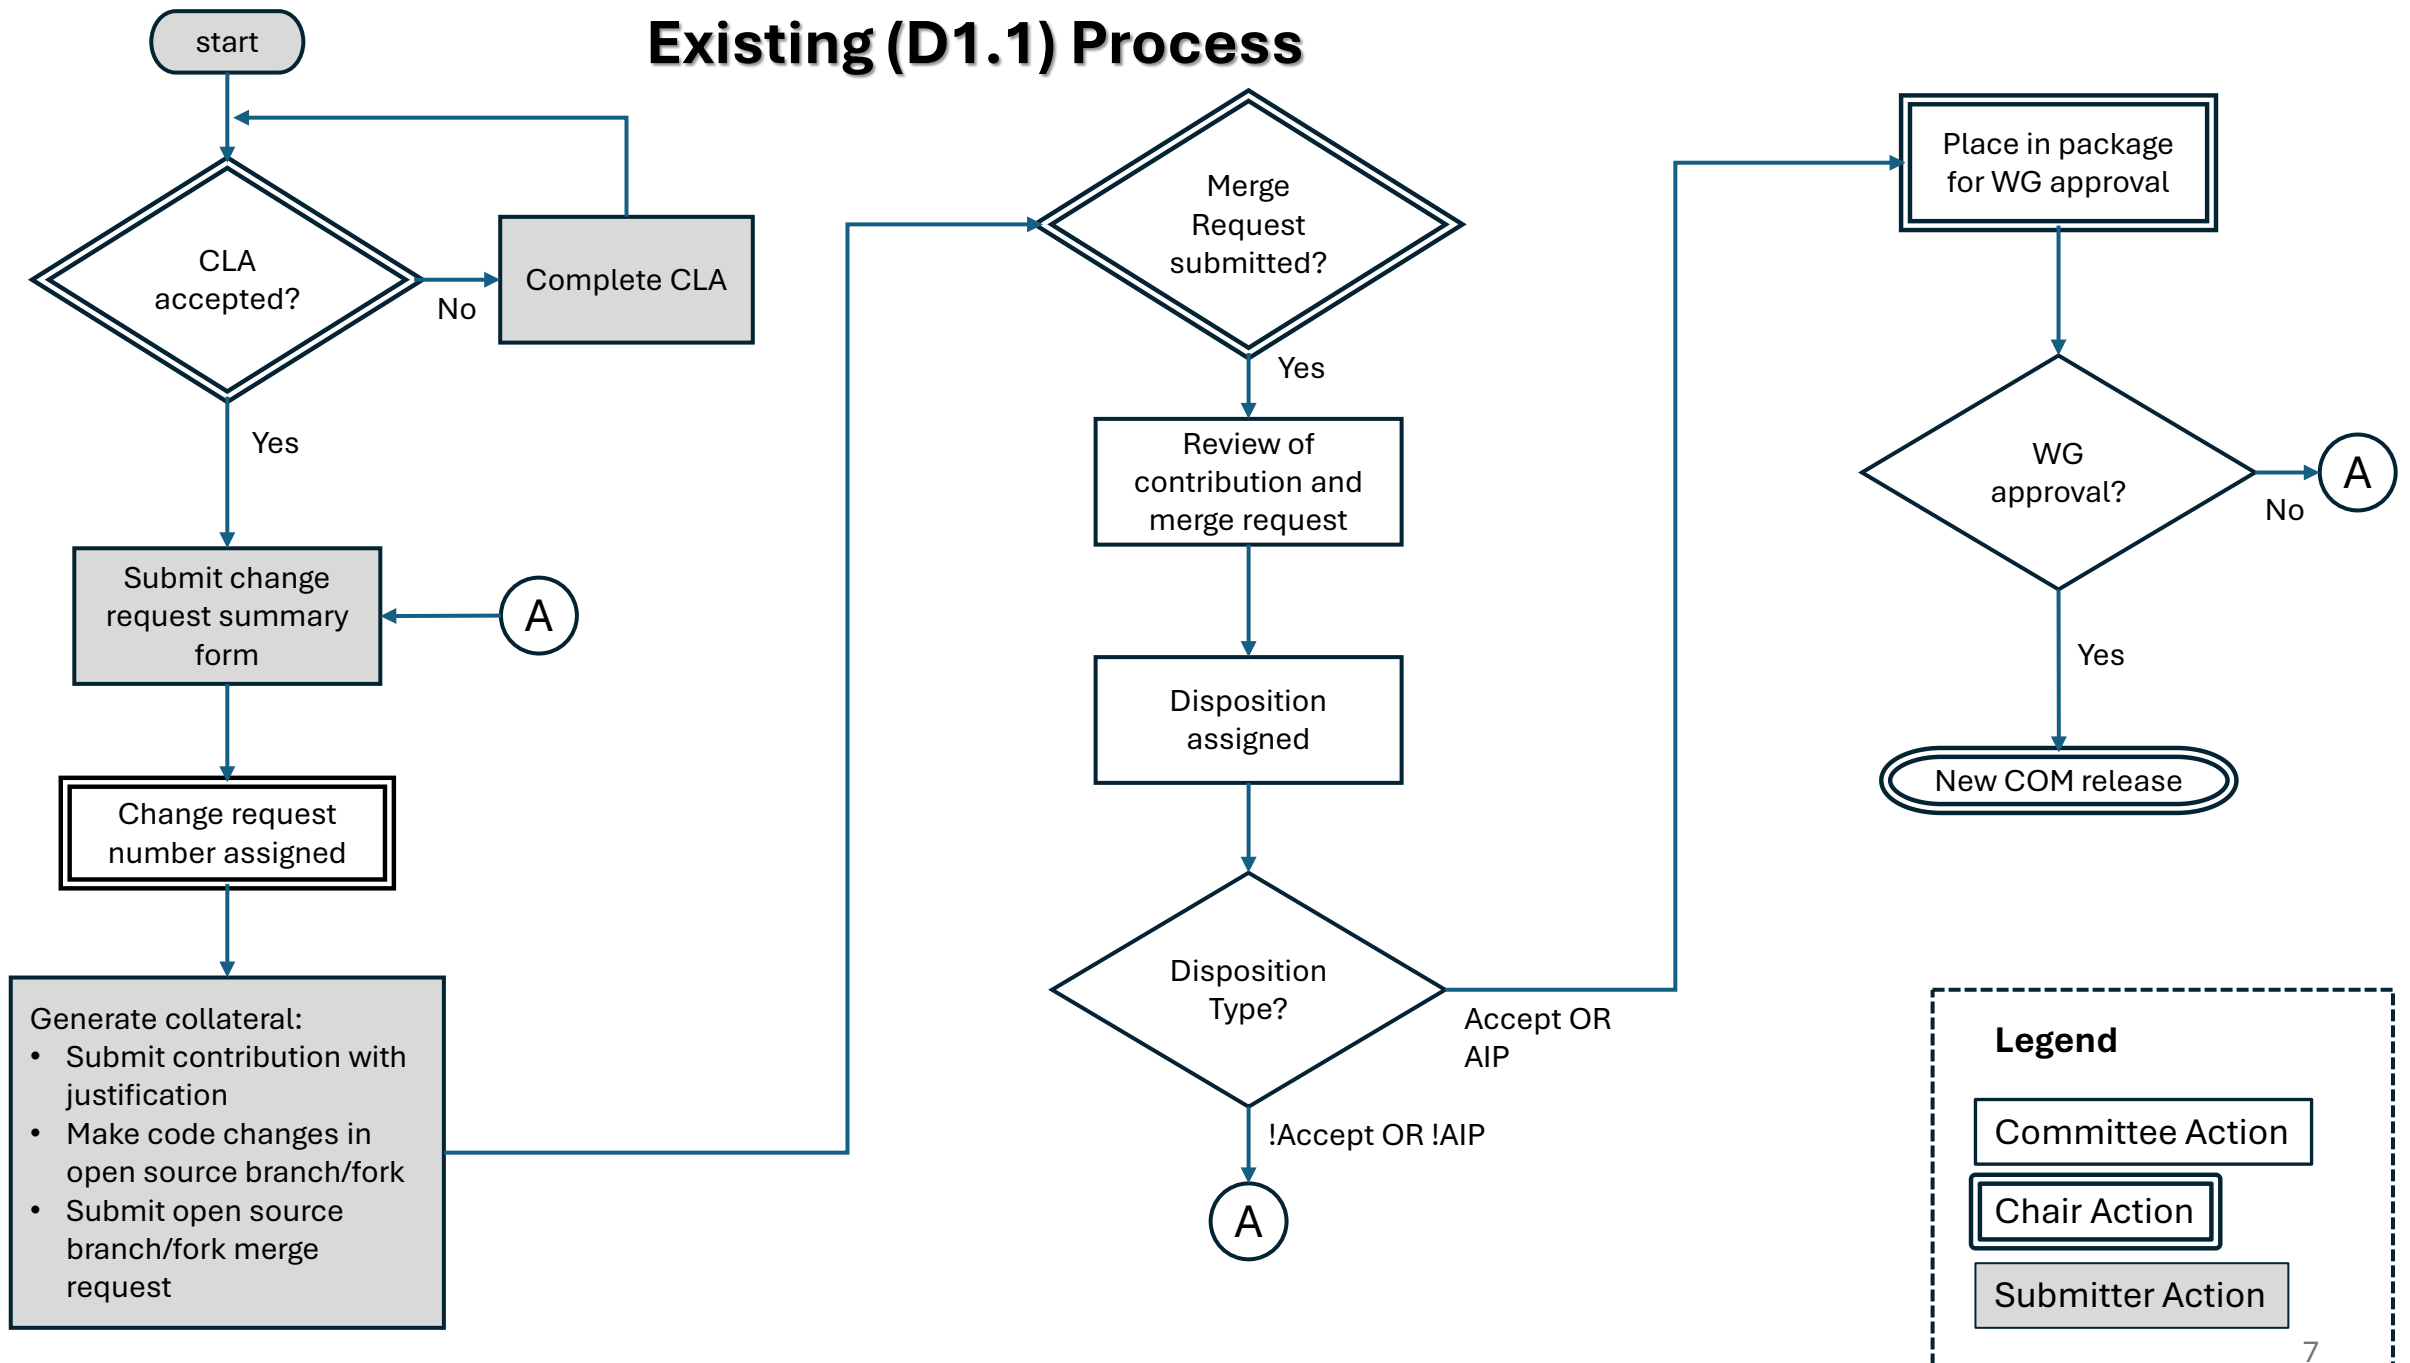 Existing (D1.1) Process
start
CLA
accepted?
No
Complete CLA
Yes
Submit change
request summary
form
A
Change request
number assigned
Generate collateral:
• Submit contribution with
justification
• Make code changes in
open source branch/fork
• Submit open source
branch/fork merge
request
Merge
Request
submitted?
Yes
Review of
contribution and
merge request
Disposition
assigned
Disposition
Type?
Accept OR
AIP
!Accept OR !AIP
A
Place in package
for WG approval
WG
approval?
No
A
Yes
New COM release
Legend
Committee Action
Chair Action
Submitter Action
7